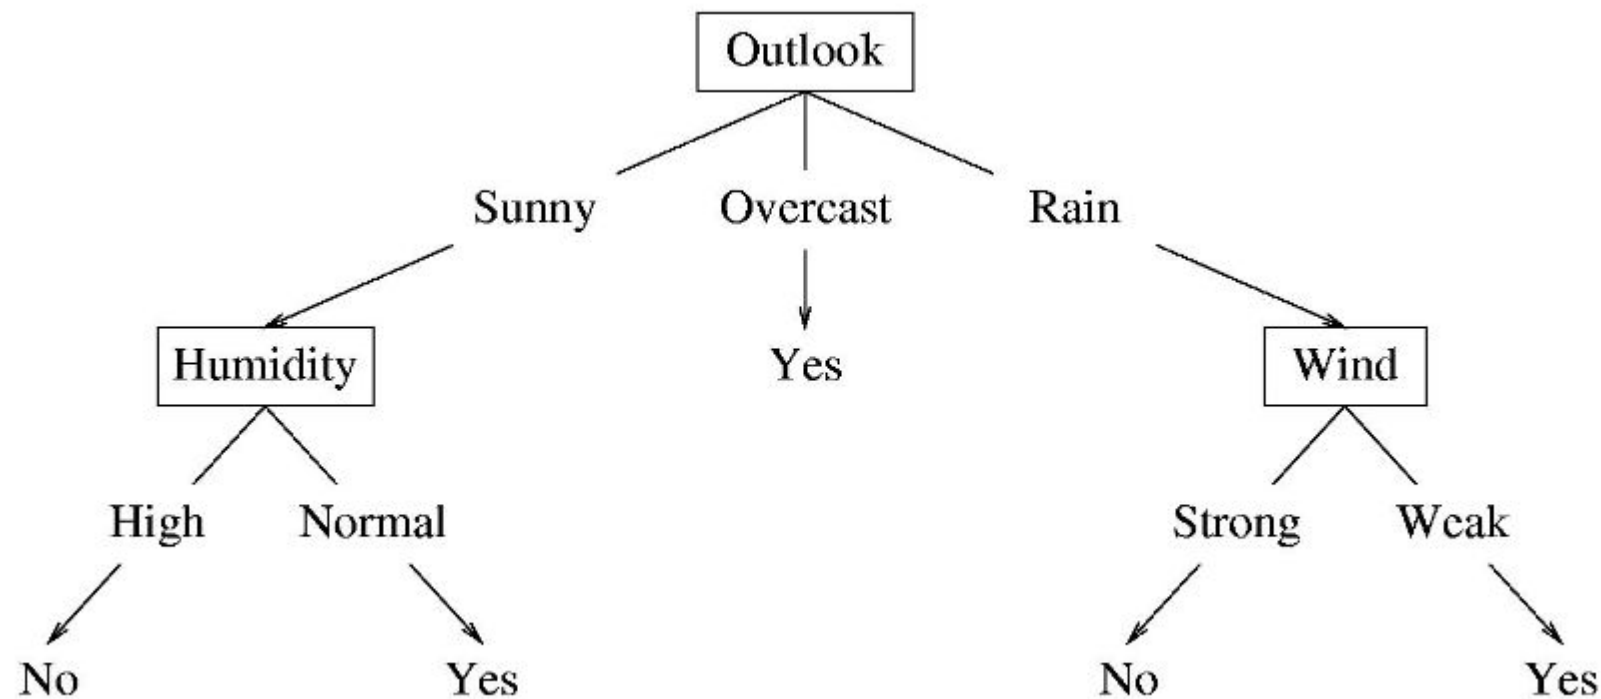 Outlook
Sunny Overcast Rain
Humidity Yes Wind
High Normal Strong Weak
No Yes No Yes